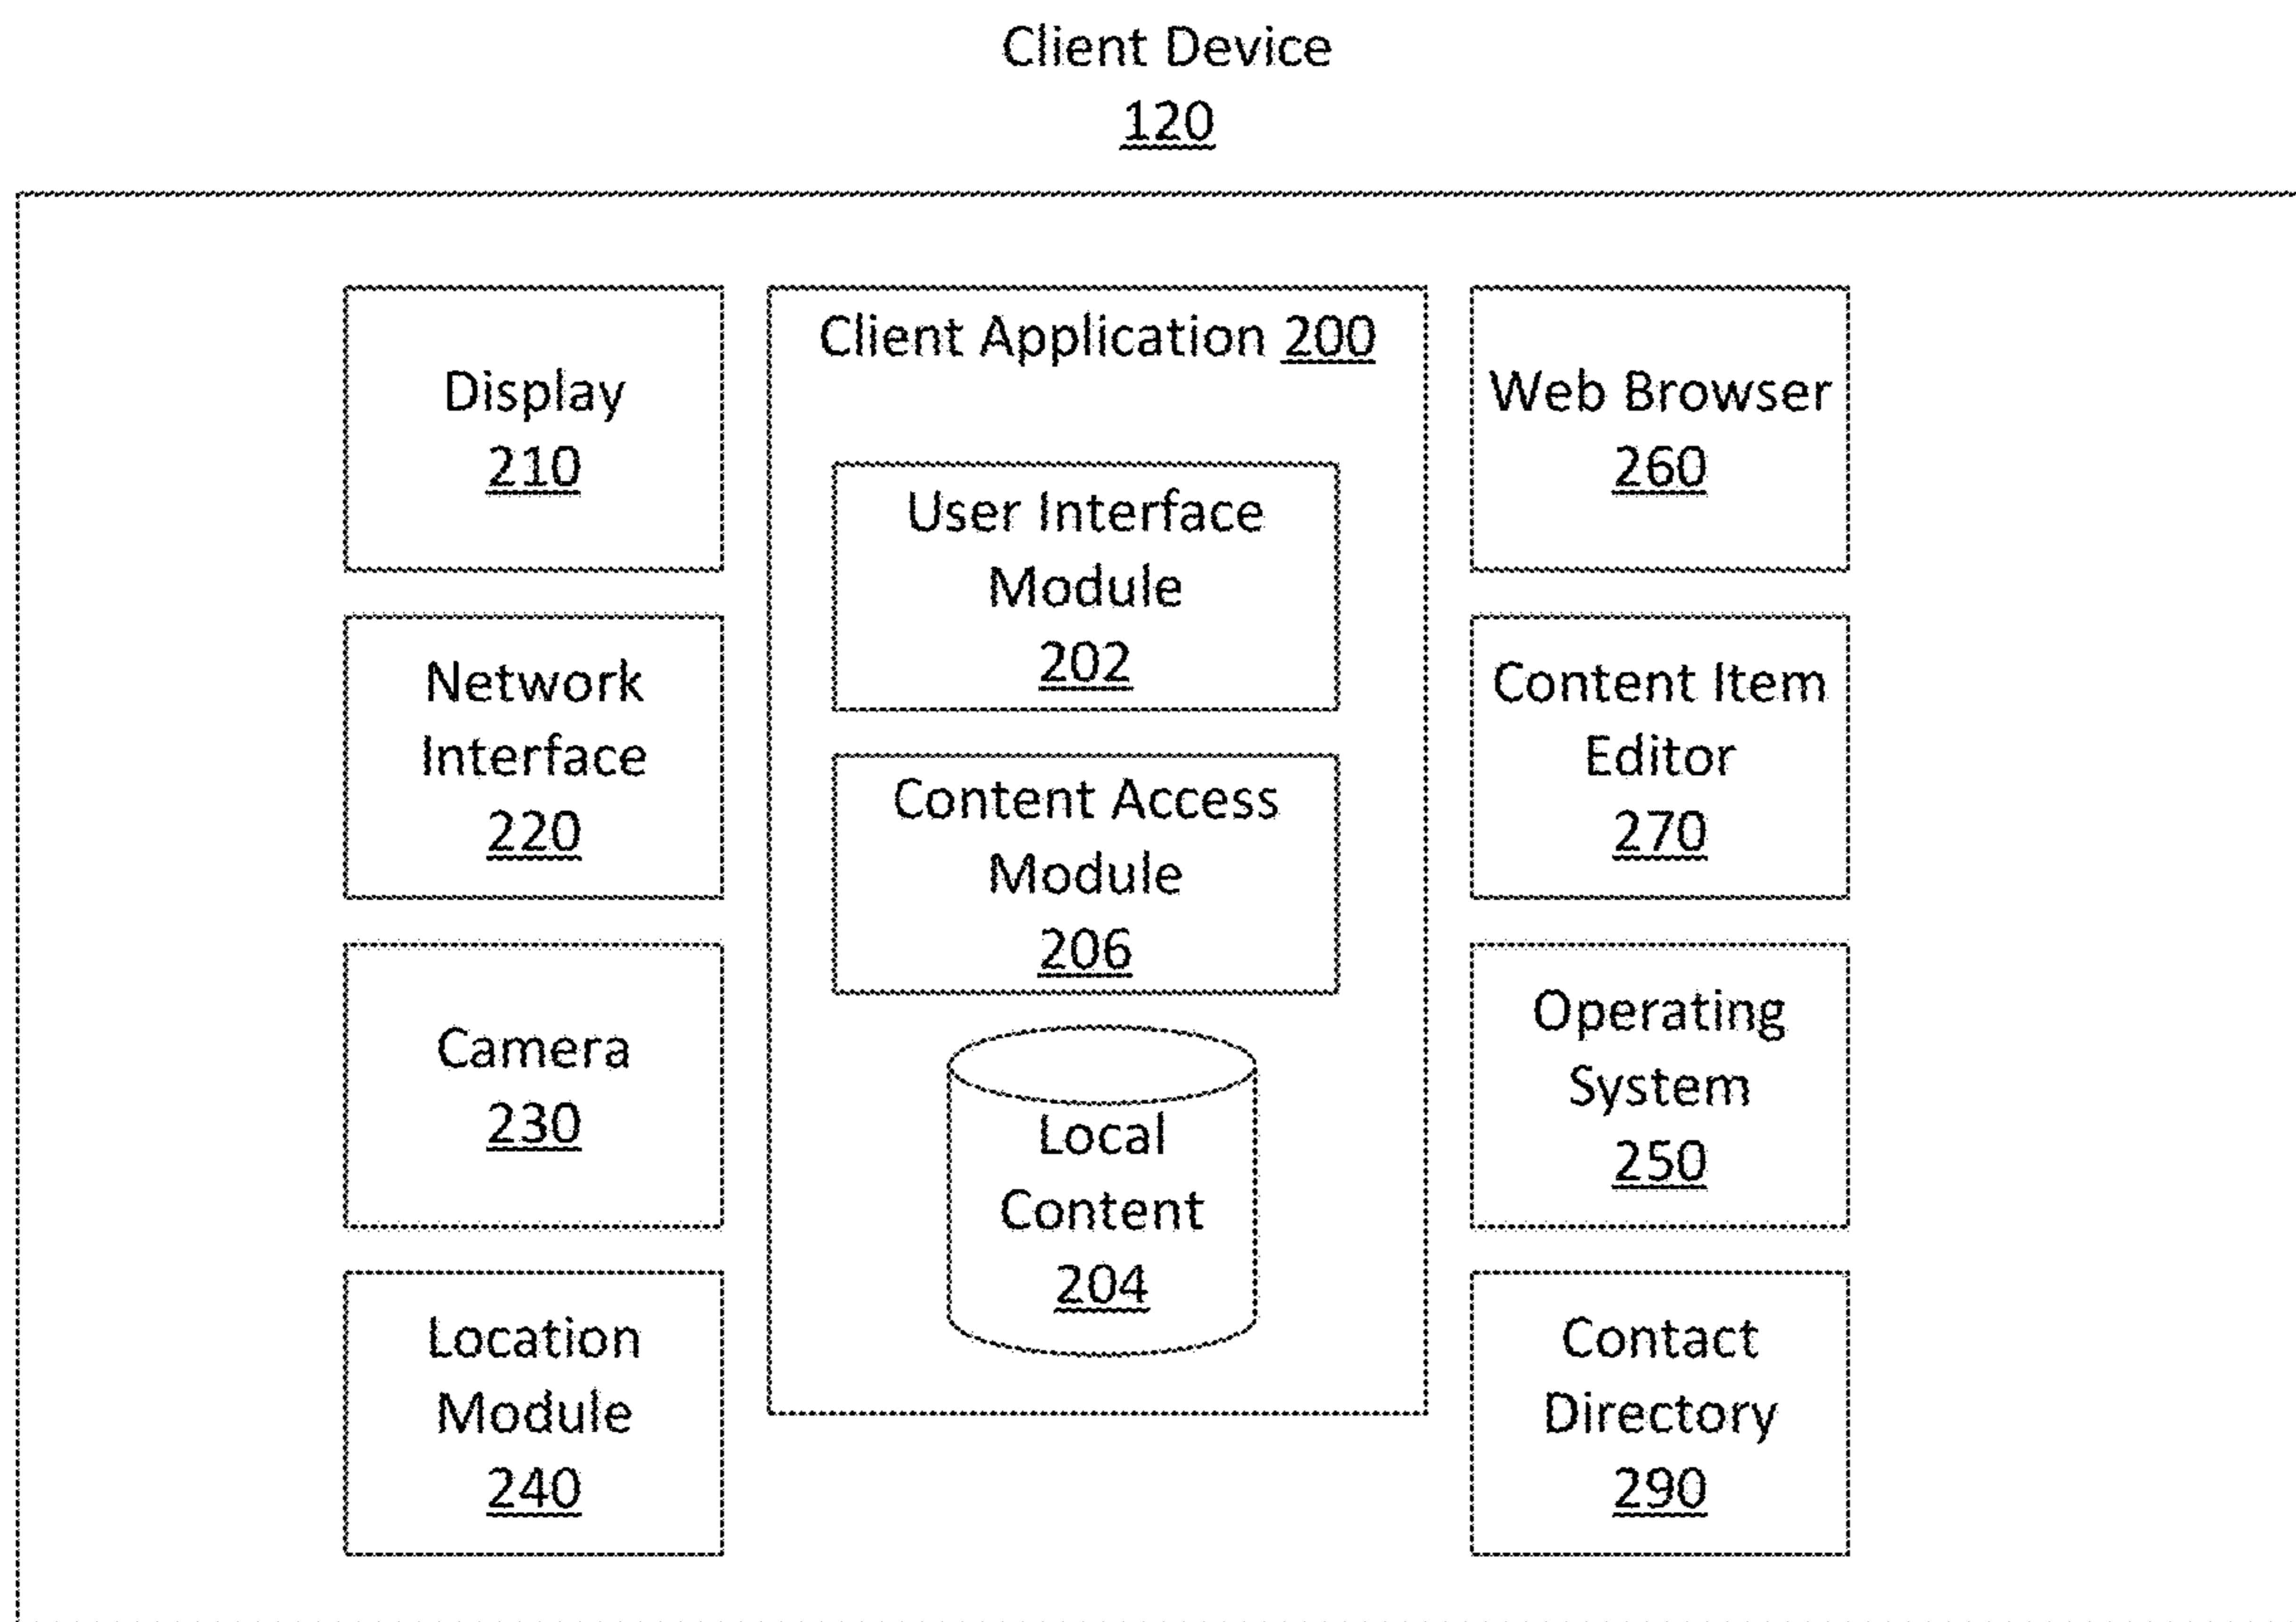 Client Device
120
Display
210
Network
Interface
220
Camera
230
Location
Module
240
Client Application 200
User Interface
Module
202
Content Access
Module
206
Local
Content
204
Web Browser
260
Content Item
Editor
270
Operating
System
250
Contact
Directory
290